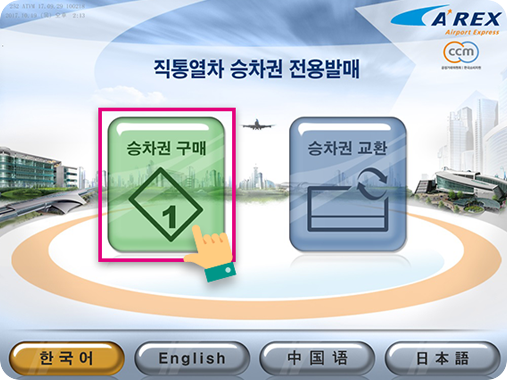 A'REX
Airport Express
ccm
직통열차 승차권 전용발매
승차권 구매
1
승차권 교환
한국어
English
中国语
日本語